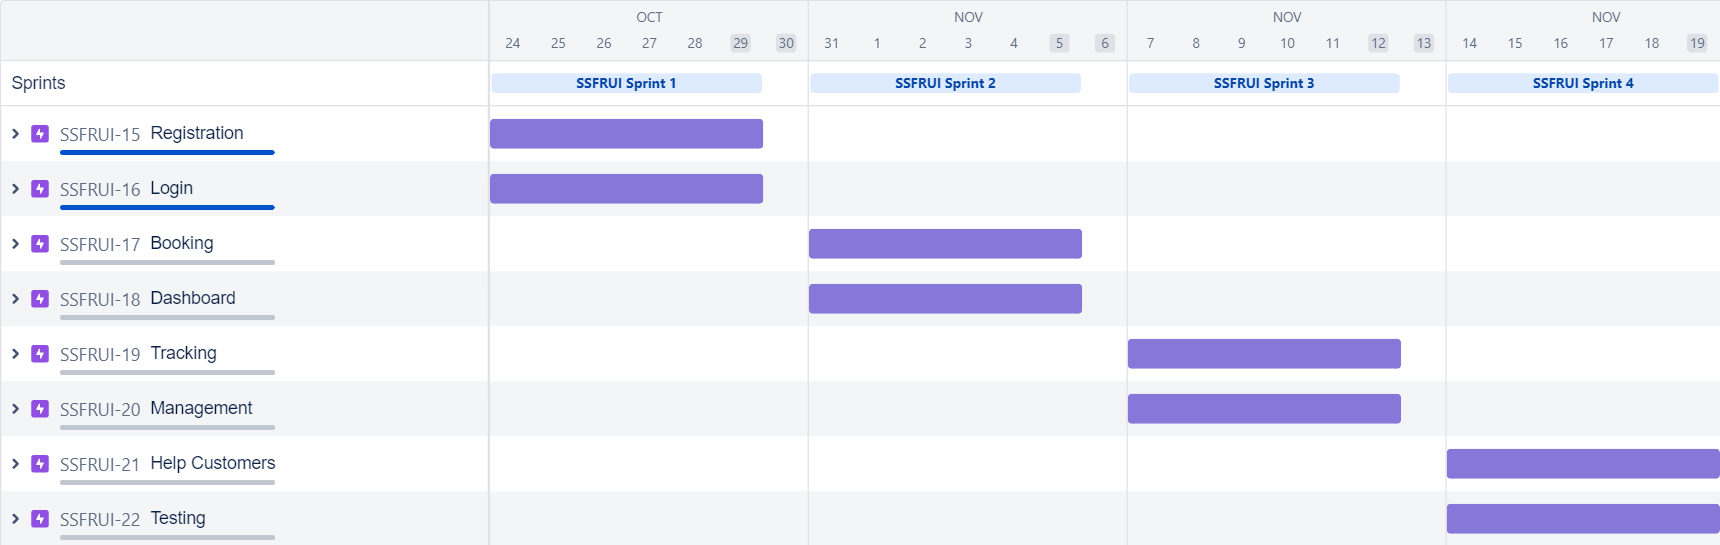 OCT NOV NOV NOV
24 25 26 27 28 29 30 31 1 2 3 4 5 6 7 8 9 10 11 12 13 14 15 16 17 18 19
Sprints SSFRUI Sprint 1 SSFRUI Sprint 2 SSFRUI Sprint 3 SSFRUI Sprint 4
SSFRUI-15 Registration
SSFRUI-16 Login
SSFRUI-17 Booking
SSFRUI-18 Dashboard
SSFRUI-19 Tracking
SSFRUI-20 Management
SSFRUI-21 Help Customers
SSFRUI-22 Testing